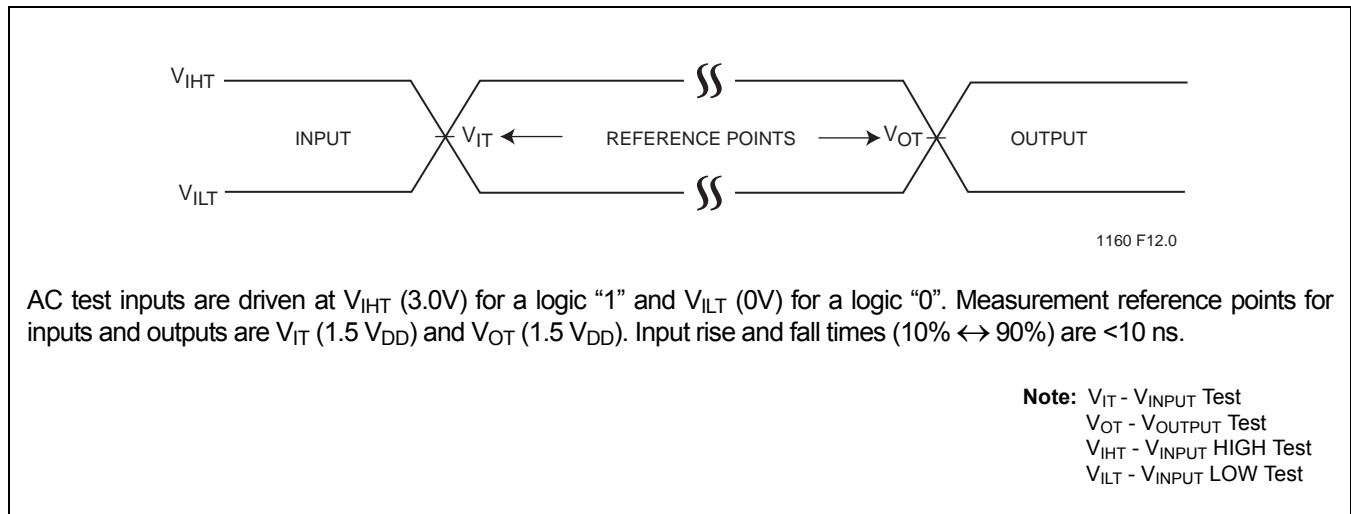 VIHT
INPUT VIT REFERENCE POINTS VOT OUTPUT
VILT
1160 F12.0
AC test inputs are driven at VIHT (3.0V) for a logic “1” and VILT (0V) for a logic “0”. Measurement reference points for
inputs and outputs are VIT (1.5 VDD) and VOT (1.5 VDD). Input rise and fall times (10% ↔ 90%) are <10 ns.
Note: VIT - VINPUT Test
VOT - VOUTPUT Test
VIHT - VINPUT HIGH Test
VILT - VINPUT LOW Test